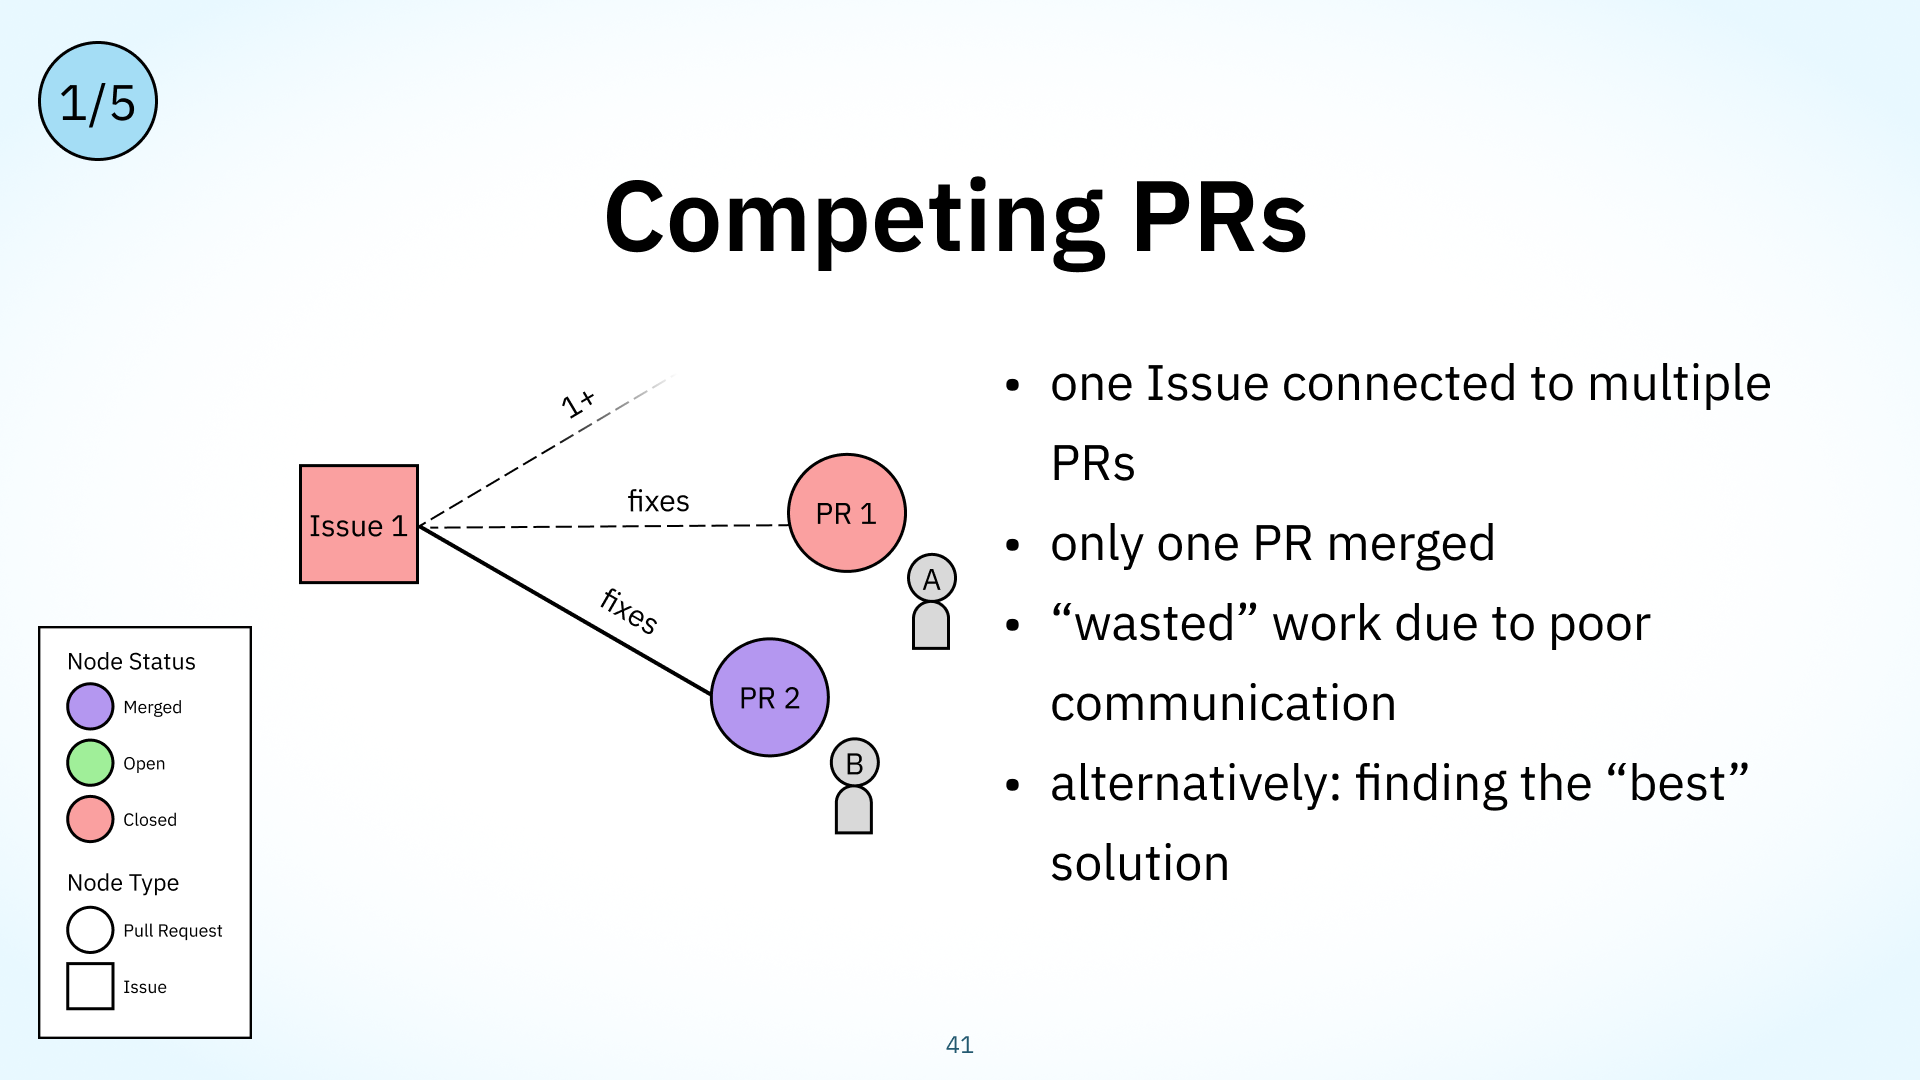 1/5
Competing PRs
1+
fixes
PR 1
Issue 1
A
fixes
PR 2
B
• one Issue connected to multiple
PRs
• only one PR merged
• “wasted” work due to poor
communication
• alternatively: finding the “best”
solution
Node Status
Merged
Open
Closed
Node Type
Pull Request
Issue
41